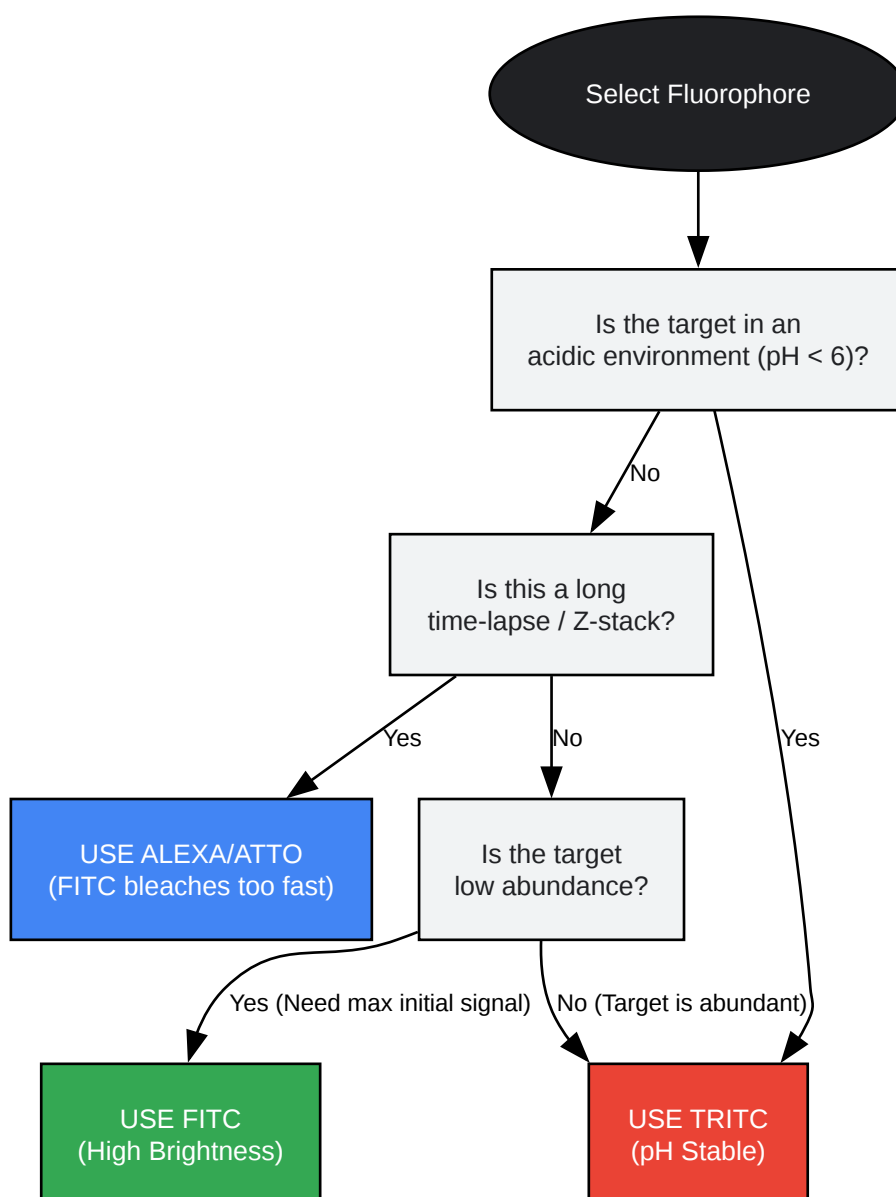 Select Fluorophore
Is the target in an
acidic environment (pH < 6)?
No
Is this a long
time-lapse / Z-stack?
Yes
No
Yes
USE ALEXA/ATTO
(FITC bleaches too fast)
Is the target
low abundance?
Yes (Need max initial signal)
No (Target is abundant)
USE FITC
(High Brightness)
USE TRITC
(pH Stable)